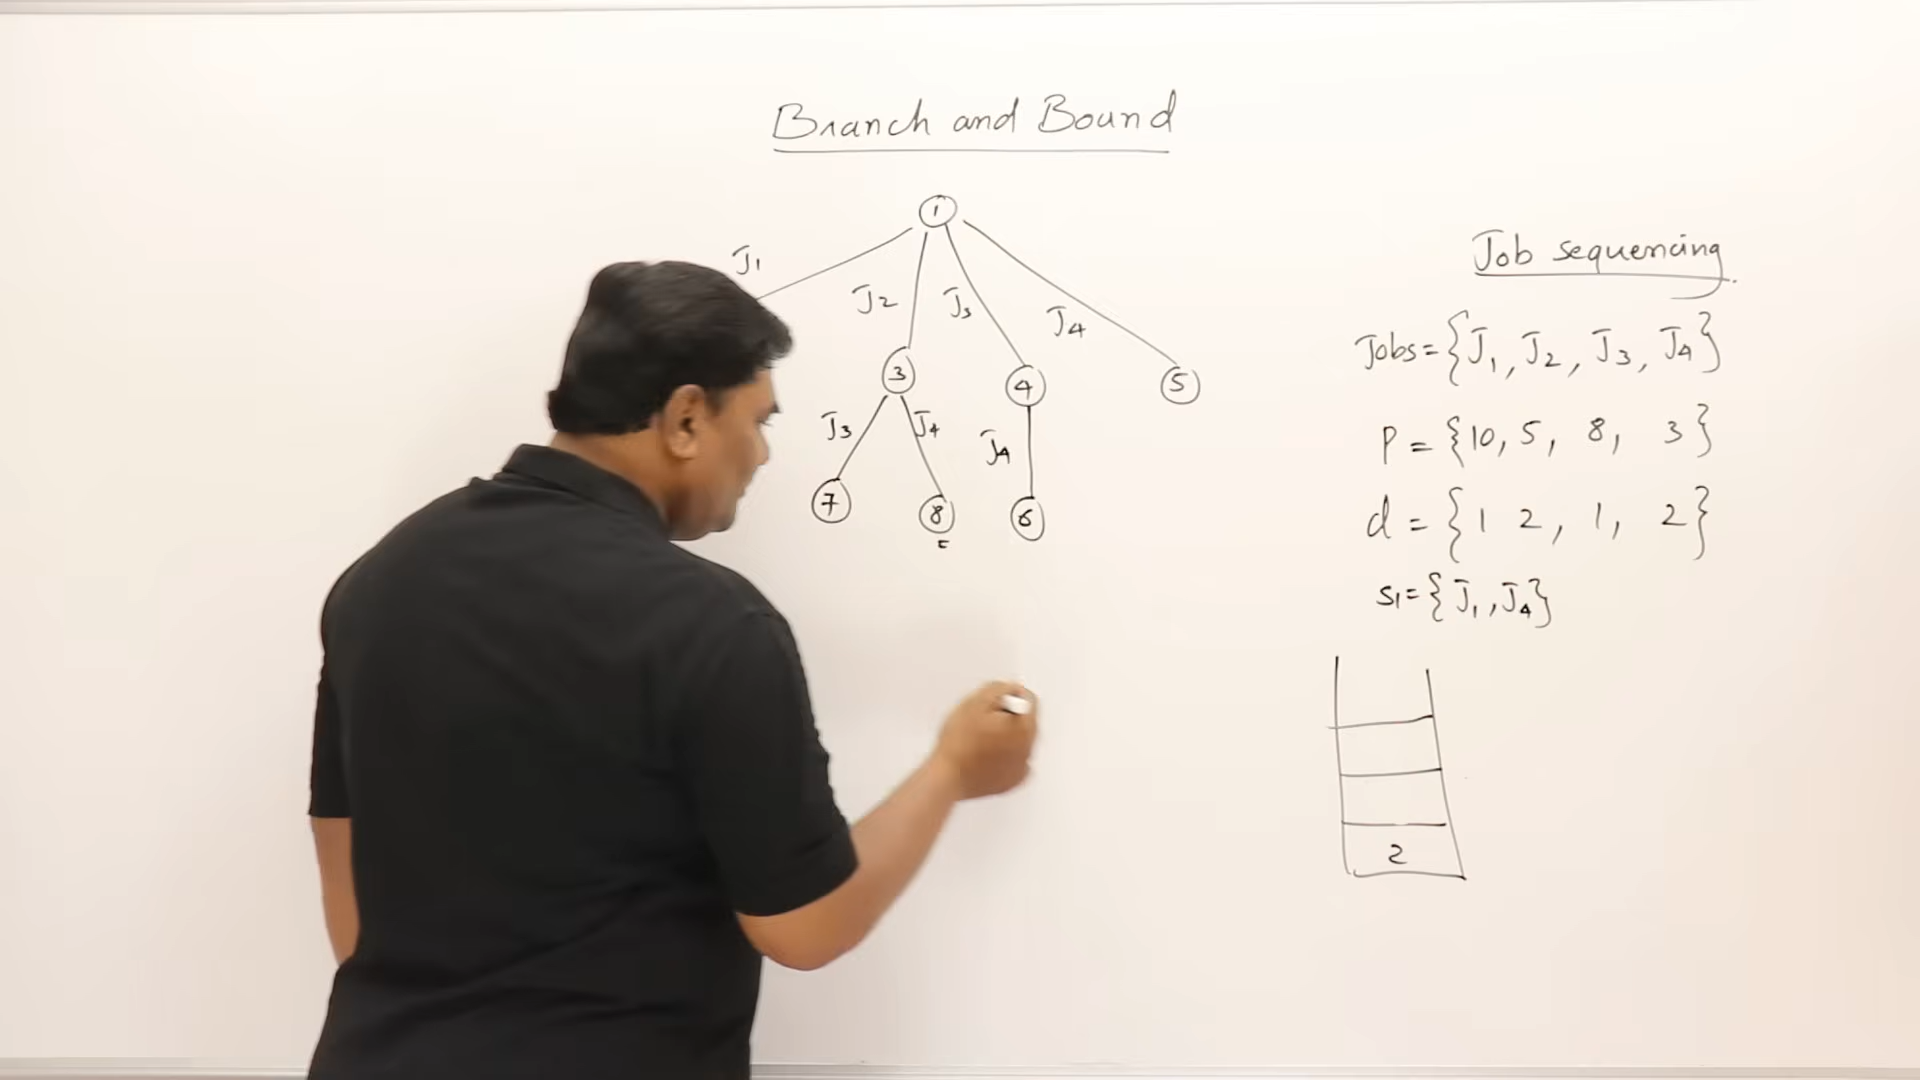 Branch and Bound
1
J1
J2
J3
J4
3
4
5
J3
J4
J4
7
8
6
Job sequencing
Jobs = {J1, J2, J3, J4}
P = {10, 5, 8, 3}
d = {1 2, 1, 2}
S1 = {J1, J4}
2